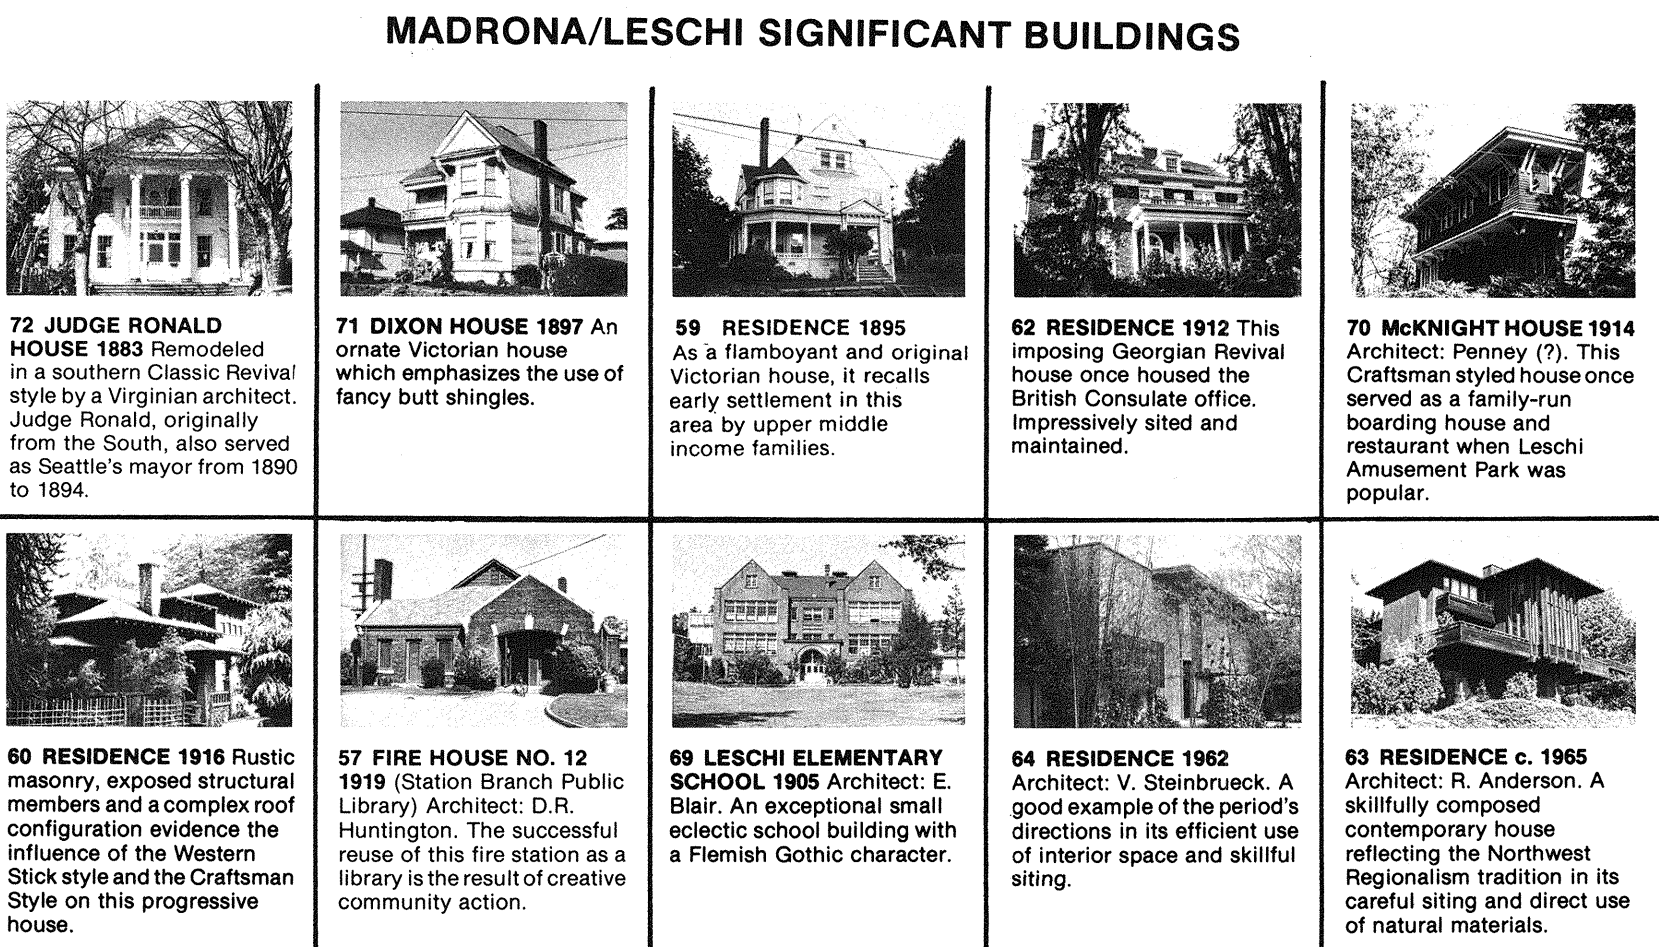 MADRONA/LESCHI SIGNIFICANT BUILDINGS
72 JUDGE RONALD
HOUSE 1883 Remodeled
in a southern Classic Revival
style by a Virginian architect.
Judge Ronald, originally
from the South, also served
as Seattle's mayor from 1890
to 1894.
71 DIXON HOUSE 1897 An
ornate Victorian house
which emphasizes the use of
fancy butt shingles.
59 RESIDENCE 1895
As a flamboyant and original
Victorian house, it recalls
early settlement in this
area by upper middle
income families.
62 RESIDENCE 1912 This
imposing Georgian Revival
house once housed the
British Consulate office.
Impressively sited and
maintained.
70 McKNIGHT HOUSE 1914
Architect: Penney (?). This
Craftsman styled house once
served as a family-run
boarding house and
restaurant when Leschi
Amusement Park was
popular.
60 RESIDENCE 1916 Rustic
masonry, exposed structural
members and a complex roof
configuration evidence the
influence of the Western
Stick style and the Craftsman
Style on this progressive
house.
57 FIRE HOUSE NO. 12
1919 (Station Branch Public
Library) Architect: D.R.
Huntington. The successful
reuse of this fire station as a
library is the result of creative
community action.
69 LESCHI ELEMENTARY
SCHOOL 1905 Architect: E.
Blair. An exceptional small
eclectic school building with
a Flemish Gothic character.
64 RESIDENCE 1962
Architect: V. Steinbrueck. A
good example of the period's
directions in its efficient use
of interior space and skillful
siting.
63 RESIDENCE c. 1965
Architect: R. Anderson. A
skillfully composed
contemporary house
reflecting the Northwest
Regionalism tradition in its
careful siting and direct use
of natural materials.